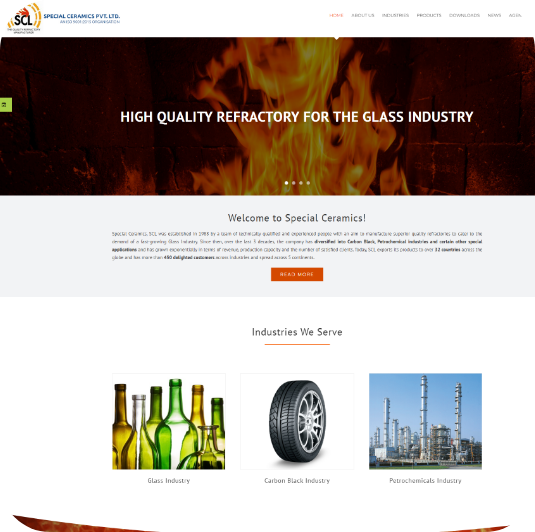 SCL
SPECIAL CERAMICS PVT. LTD.
AN ISO 9001:2015 ORGANISATION
HOME ABOUT US INDUSTRIES PRODUCTS DOWNLOADS NEWS
HIGH QUALITY REFRACTORY FOR THE GLASS INDUSTRY
Welcome to Special Ceramics!
Special Ceramics, SCL was established in by a team of technically qualified and experienced people with an aim to manufacture superior quality refractories to cater to the
demand of a fast-growing Glass Industry. Since then, over the last 3 decades, the company has diversified into Carbon Black, Petrochemical industries and certain other special
applications and has grown exponentially in terms of revenue, production capacity and the number of satisfied clients. Today, SCL exports its products to over 32 countries across the
globe and has more than 450 delighted customers across industries and spread across 5 continents.
READ MORE
Industries We Serve
Glass Industry
Carbon Black Industry
Petrochemicals Industry